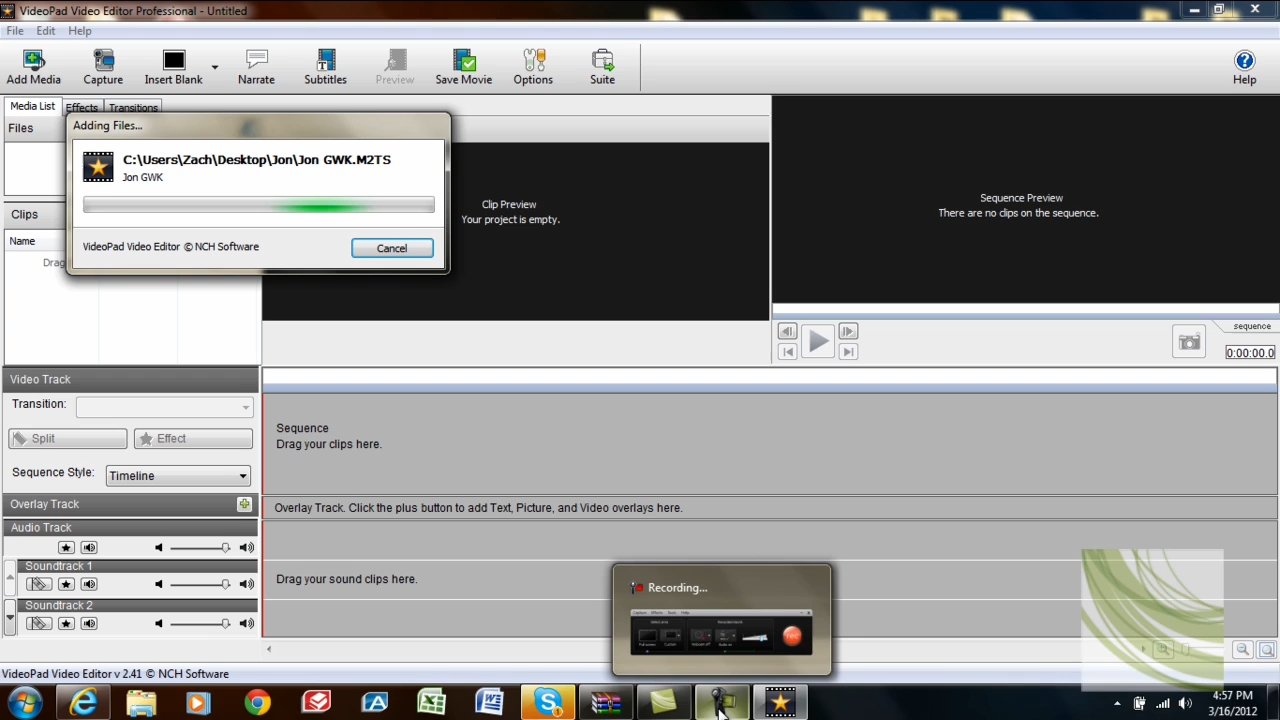 VideoPad Video Editor Professional - Untitled
File Edit Help
Add Media Capture Insert Blank Narrate Subtitles Preview Save Movie Options Suite Help
Media List Effects Transitions
Files
Adding Files...
C:\Users\Zach\Desktop\Jon\Jon GWK.M2TS
Jon GWK
VideoPad Video Editor © NCH Software Cancel
Clips
Name
Drag
Clip Preview
Your project is empty.
Sequence Preview
There are no clips on the sequence.
sequence
0:00:00.0
Video Track
Transition:
Split Effect
Sequence Style: Timeline
Sequence
Drag your clips here.
Overlay Track
Overlay Track. Click the plus button to add Text, Picture, and Video overlays here.
Audio Track
Soundtrack 1
Drag your sound clips here.
Soundtrack 2
Recording...
VideoPad Video Editor v 2.41 © NCH Software
4:57 PM
3/16/2012